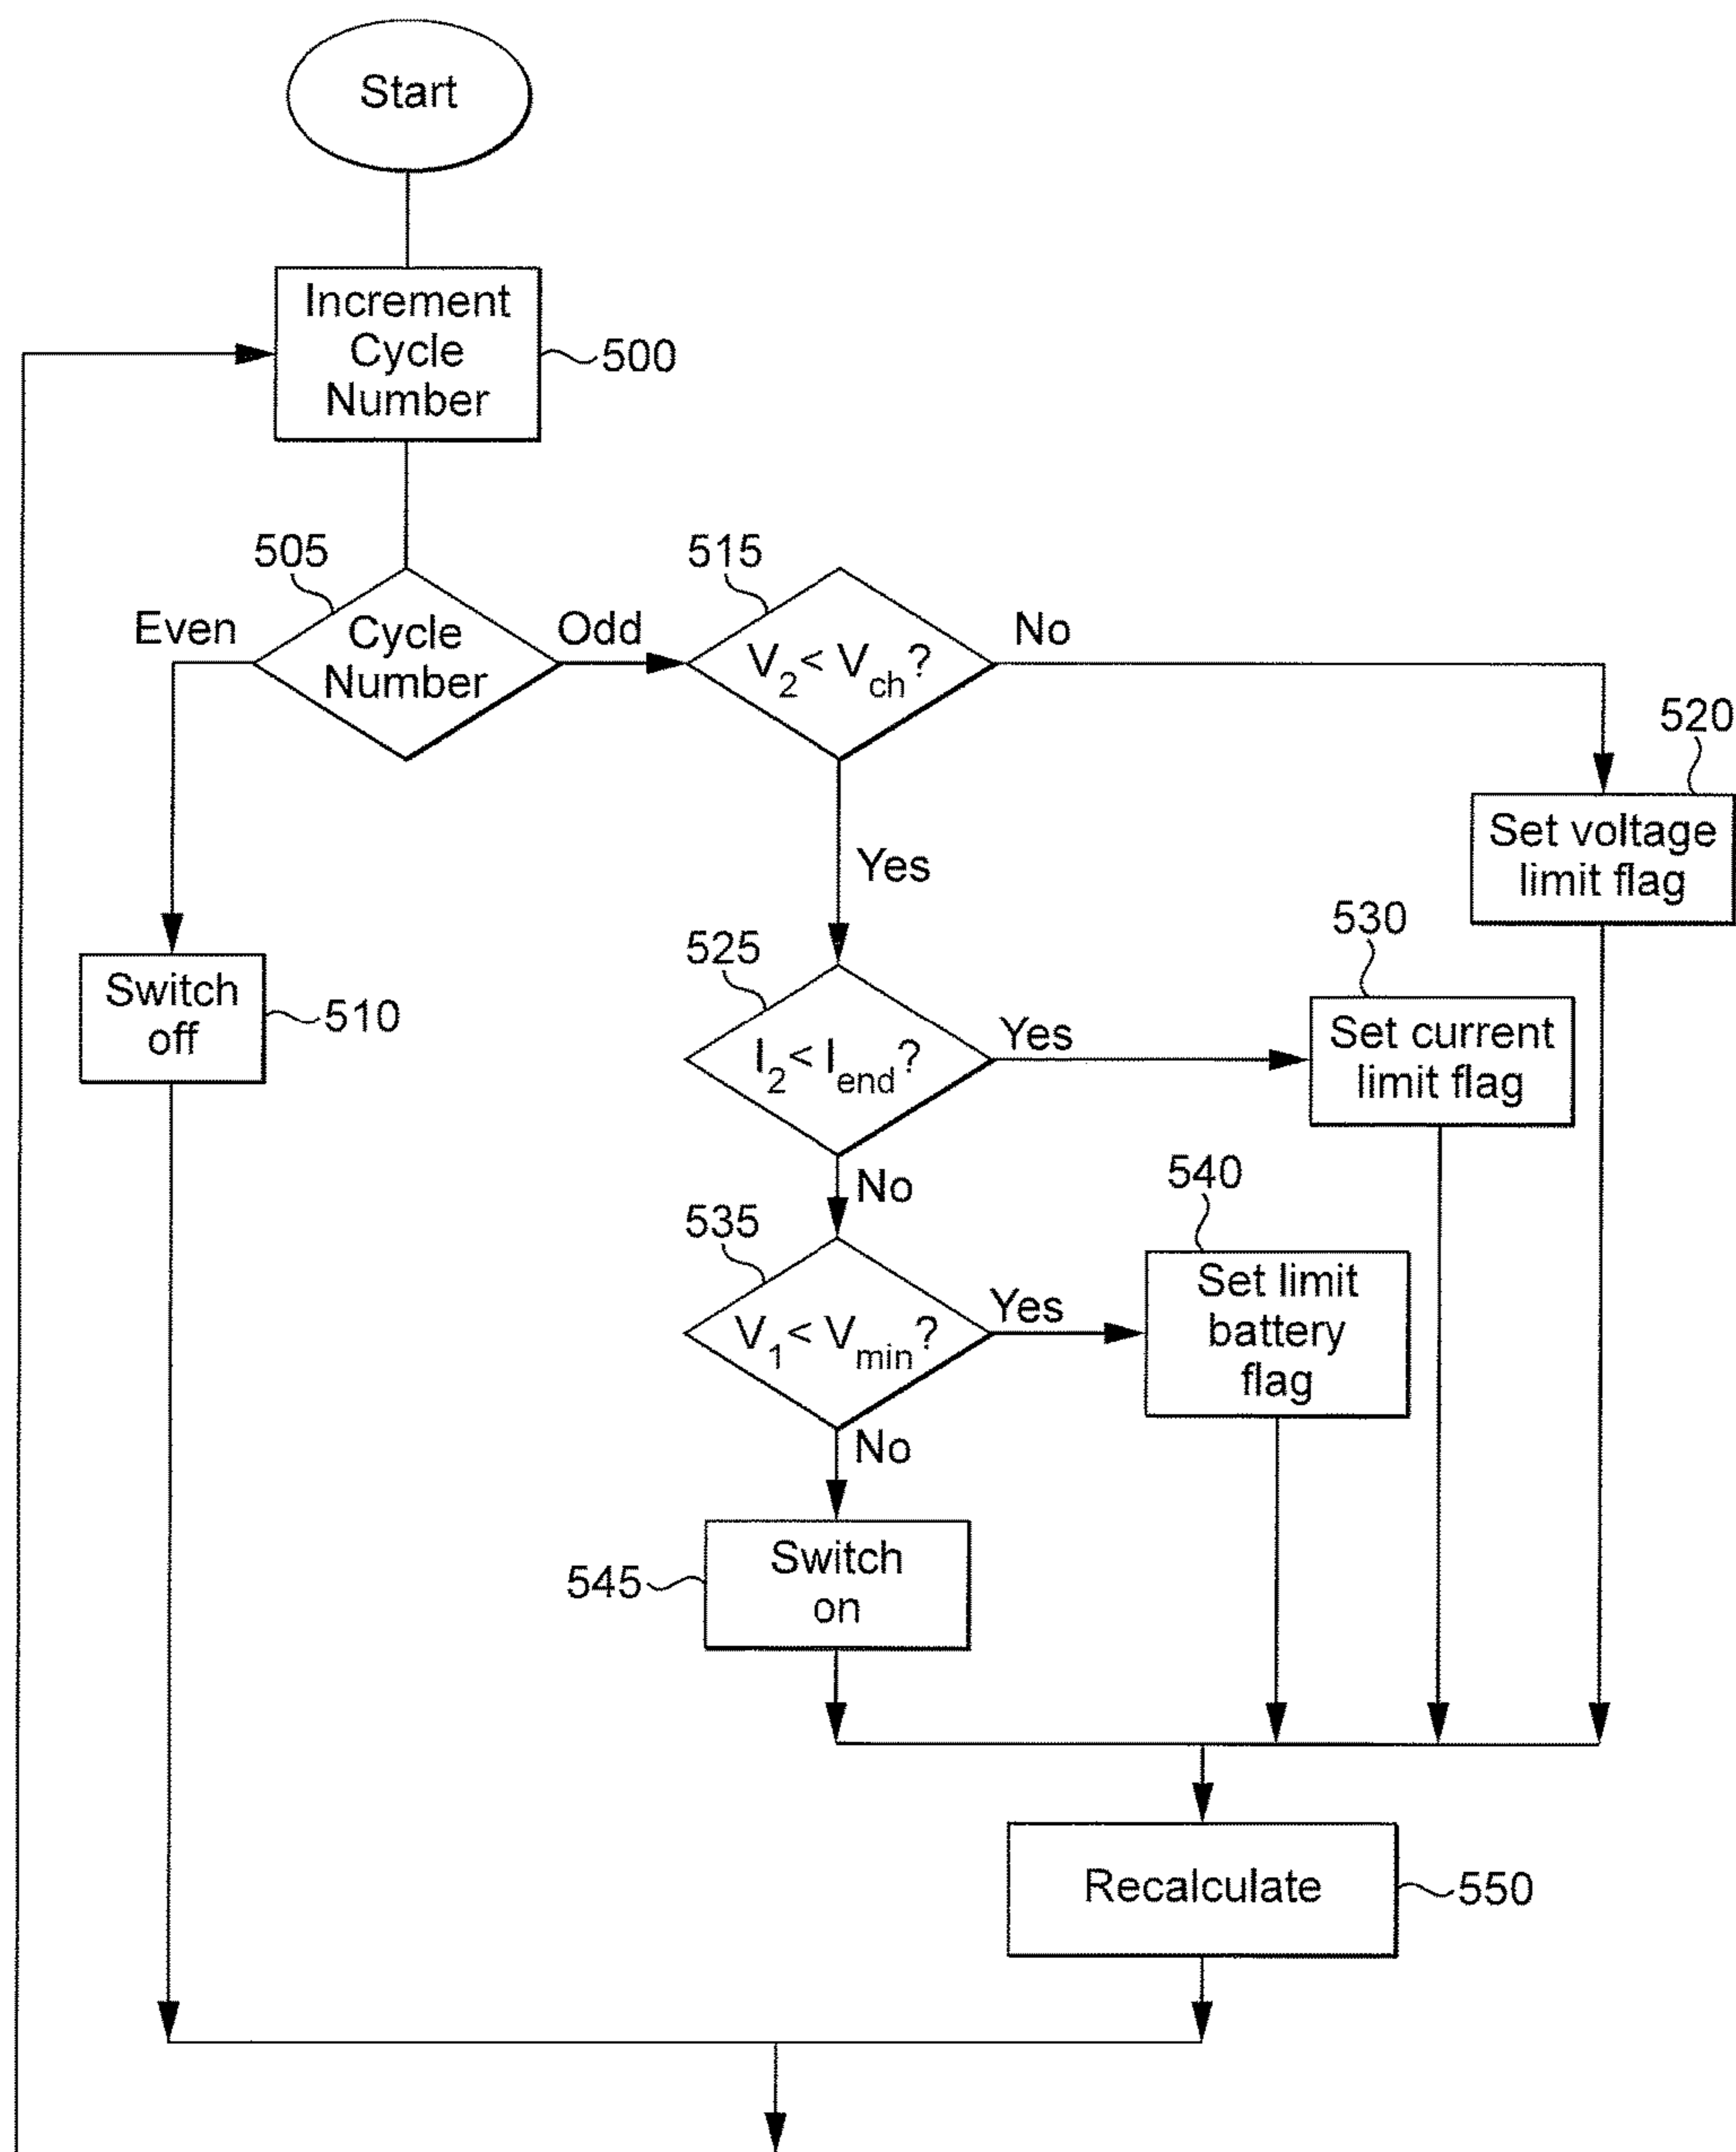 Start
Increment
Cycle
Number
500
505
515
Even
Cycle
Number
Odd
V2 < Vch?
No
520
Set voltage
limit flag
Yes
530
525
Switch
off
510
I2 < Iend?
Yes
Set current
limit flag
No
540
535
V1 < Vmin?
Yes
Set limit
battery
flag
No
545
Switch
on
Recalculate
550